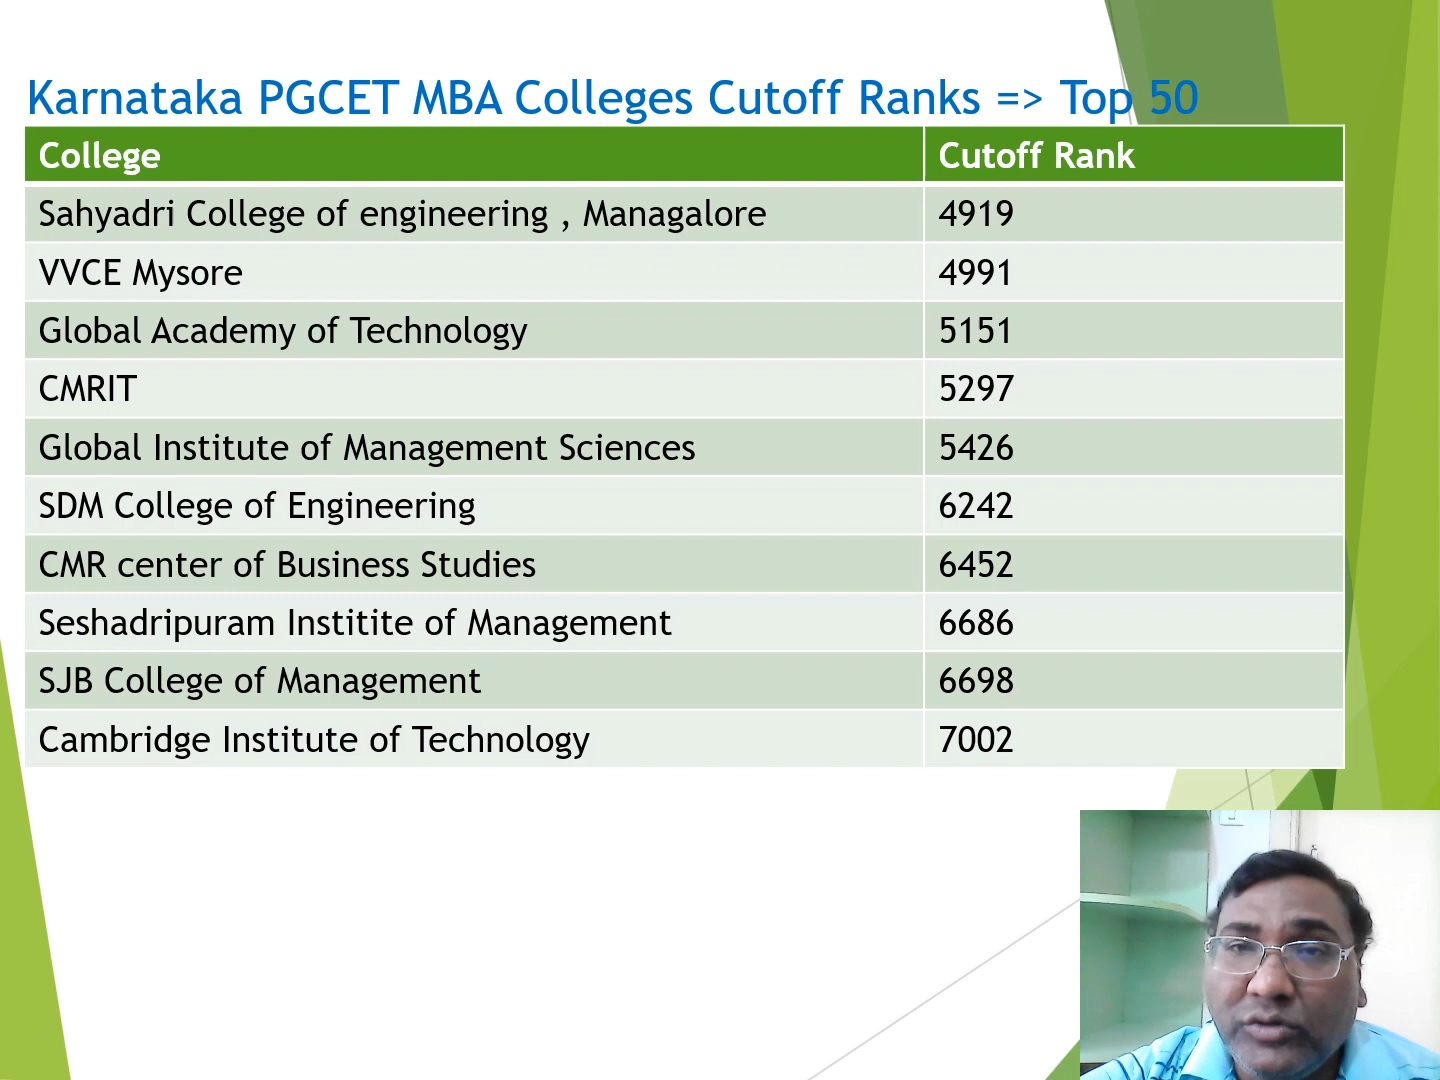 Karnataka PGCET MBA Colleges Cutoff Ranks => Top 50
College Cutoff Rank
Sahyadri College of engineering , Managalore 4919
VVCE Mysore 4991
Global Academy of Technology 5151
CMRIT 5297
Global Institute of Management Sciences 5426
SDM College of Engineering 6242
CMR center of Business Studies 6452
Seshadripuram Institite of Management 6686
SJB College of Management 6698
Cambridge Institute of Technology 7002